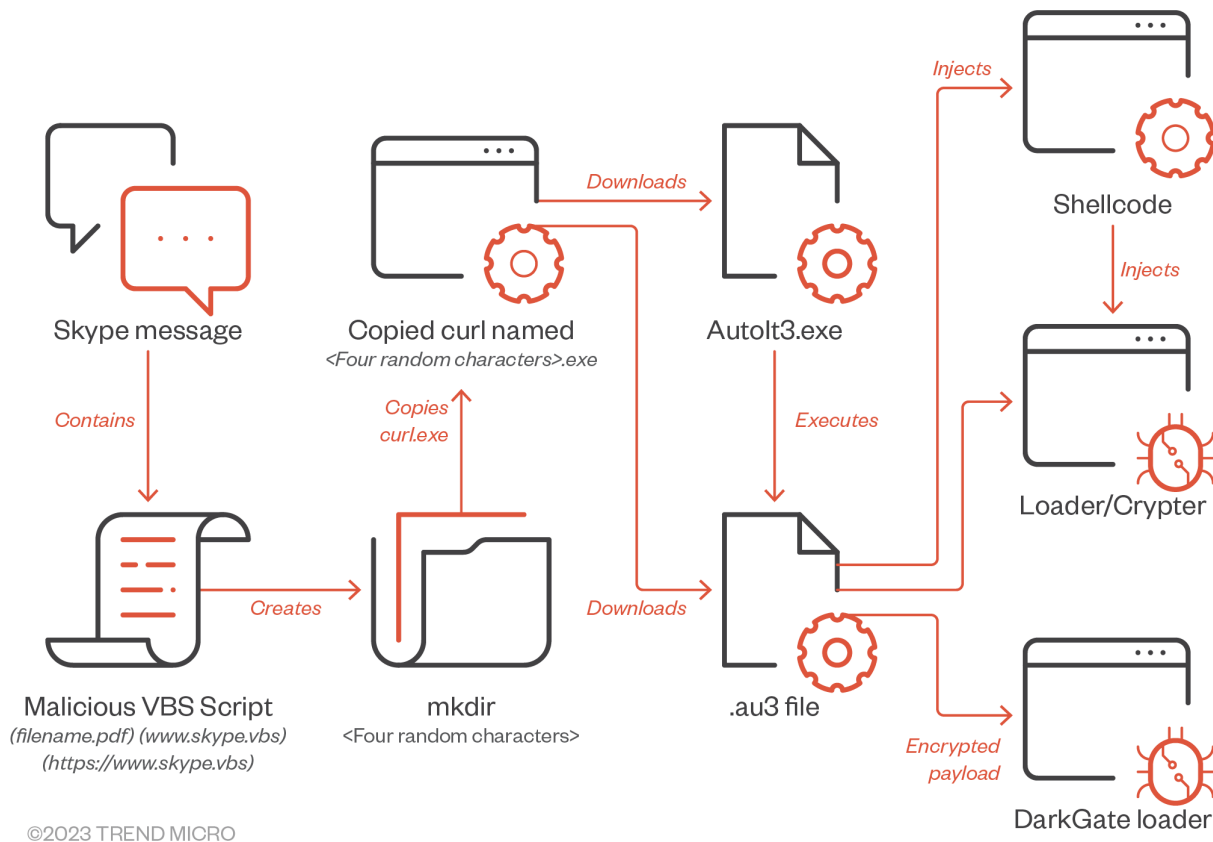 Injects
Shellcode
Injects
Downloads
Skype message
Copied curl named
<Four random characters>.exe
AutoIt3.exe
Contains
Copies
curl.exe
Executes
Loader/Crypter
Creates
Downloads
Malicious VBS Script
(filename.pdf) (www.skype.vbs)
(https://www.skype.vbs)
mkdir
<Four random characters>
.au3 file
Encrypted
payload
DarkGate loader
©2023 TREND MICRO